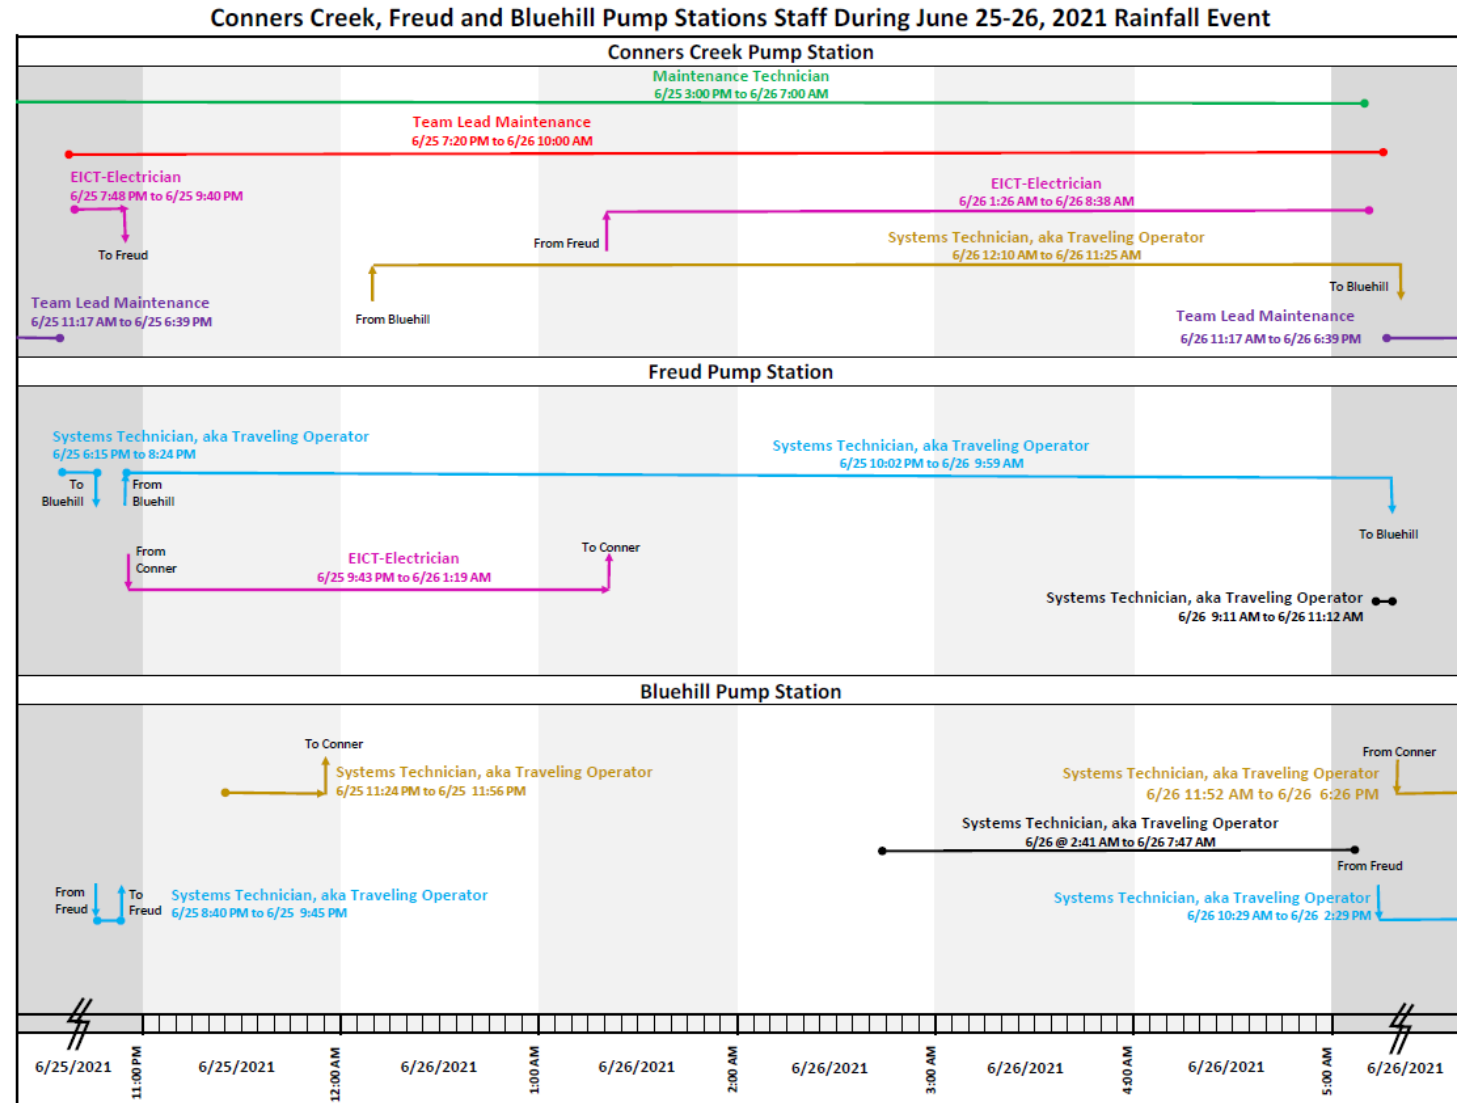 Conners Creek, Freud and Bluehill Pump Stations Staff During June 25-26, 2021 Rainfall Event
Conners Creek Pump Station
Maintenance Technician
6/25 3:00 PM to 6/26 7:00 AM
Team Lead Maintenance
6/25 7:20 PM to 6/26 10:00 AM
EICT-Electrician
6/25 7:48 PM to 6/25 9:40 PM
To Freud
EICT-Electrician
6/26 1:26 AM to 6/26 8:38 AM
From Freud
Systems Technician, aka Traveling Operator
6/26 12:10 AM to 6/26 11:25 AM
From Bluehill
To Bluehill
Team Lead Maintenance
6/25 11:17 AM to 6/25 6:39 PM
Team Lead Maintenance
6/26 11:17 AM to 6/26 6:39 PM
Freud Pump Station
Systems Technician, aka Traveling Operator
6/25 6:15 PM to 8:24 PM
To
Bluehill
From
Bluehill
Systems Technician, aka Traveling Operator
6/25 10:02 PM to 6/26 9:59 AM
To Bluehill
From
Conner
EICT-Electrician
6/25 9:43 PM to 6/26 1:19 AM
To Conner
Systems Technician, aka Traveling Operator
6/26 9:11 AM to 6/26 11:12 AM
Bluehill Pump Station
To Conner
Systems Technician, aka Traveling Operator
6/25 11:24 PM to 6/25 11:56 PM
From Conner
Systems Technician, aka Traveling Operator
6/26 11:52 AM to 6/26 6:26 PM
Systems Technician, aka Traveling Operator
6/26 @ 2:41 AM to 6/26 7:47 AM
From Freud
From
Freud
To
Freud
Systems Technician, aka Traveling Operator
6/25 8:40 PM to 6/25 9:45 PM
Systems Technician, aka Traveling Operator
6/26 10:29 AM to 6/26 2:29 PM
6/25/2021
11:00 PM
6/25/2021
12:00 AM
6/26/2021
1:00 AM
6/26/2021
2:00 AM
6/26/2021
3:00 AM
6/26/2021
4:00 AM
6/26/2021
5:00 AM
6/26/2021